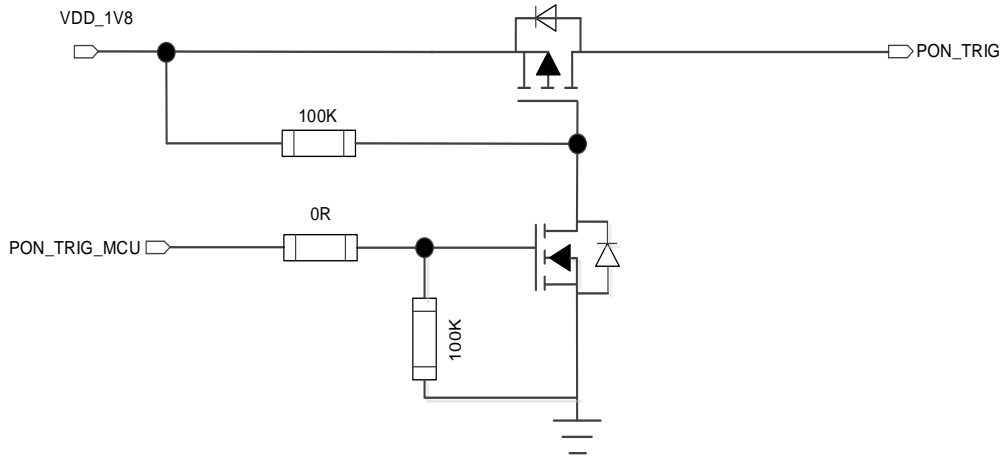 VDD_1V8
PON_TRIG
100K
0R
PON_TRIG_MCU
100K